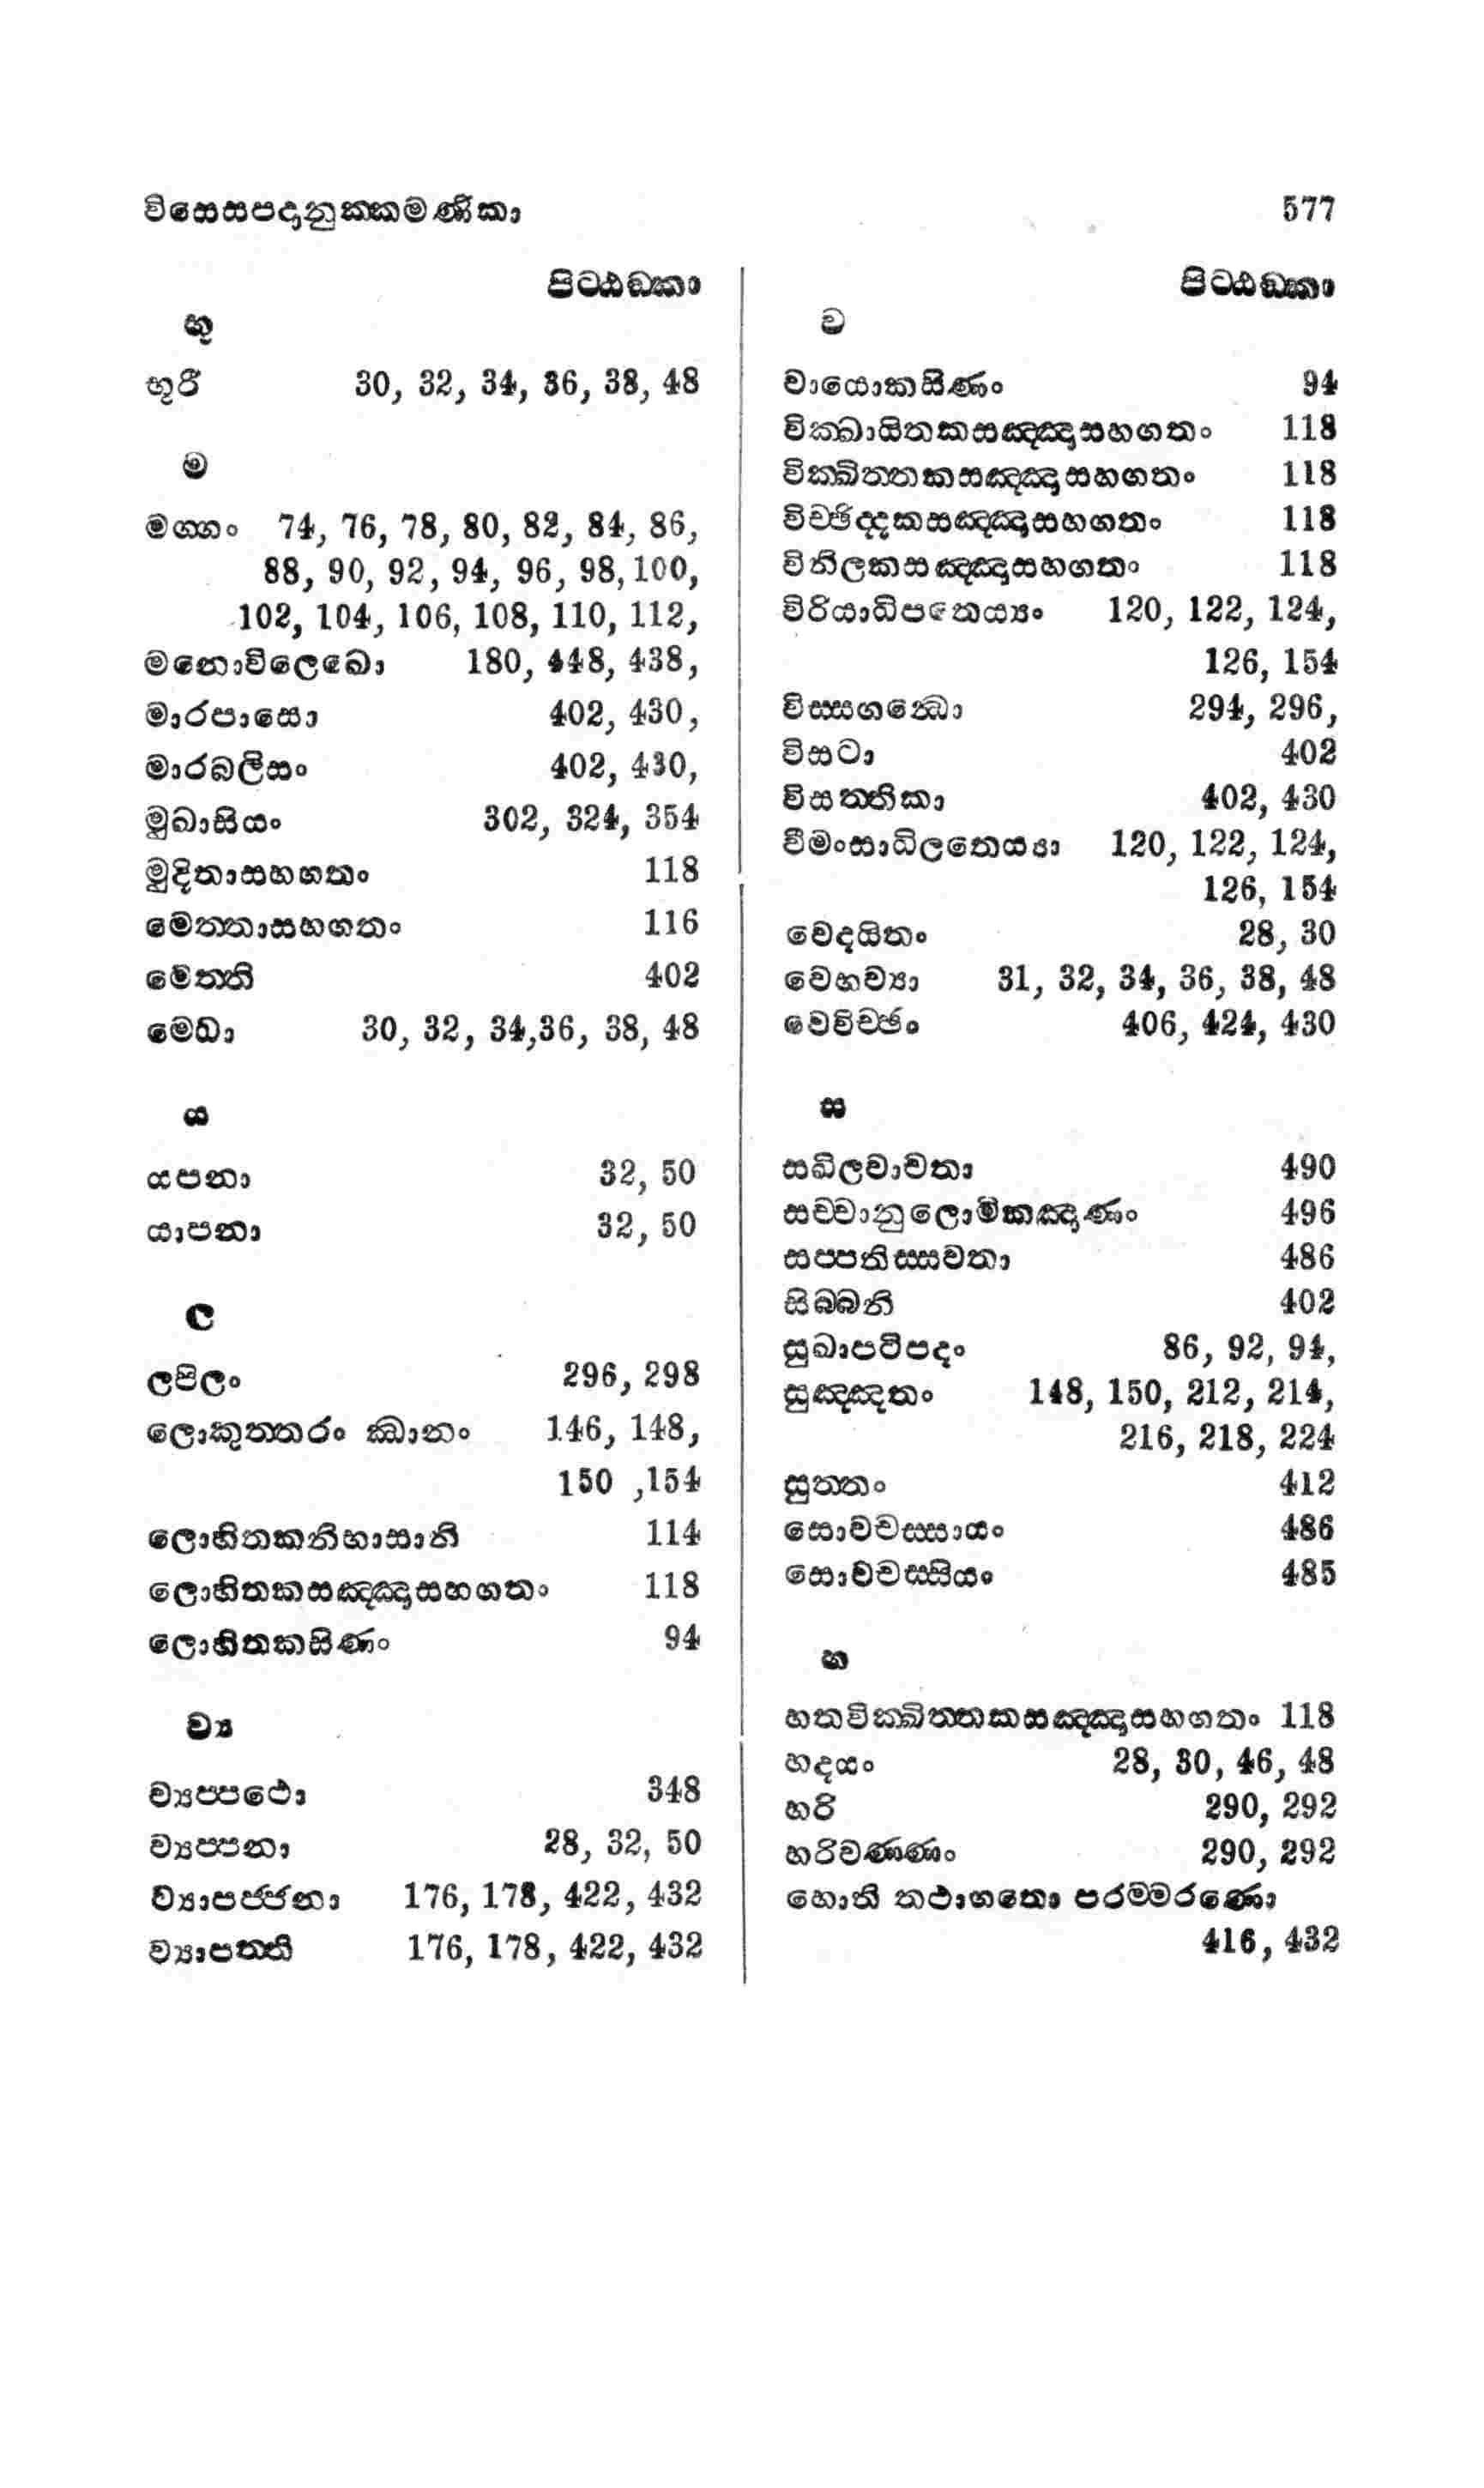 විසෙසපදානුක්කමණිකා 577
පිට්ඨඞ්කා
භූ
භූරී 30, 32, 34, 36, 38, 48
ම
මග්ගං 74, 76, 78, 80, 82, 84, 86,
88, 90, 92, 94, 96, 98, 100,
102, 104, 106, 108, 110, 112,
මනොවිලෙඛො 180, 448, 438,
මාරපාසො 402, 430,
මාරබලිසං 402, 430,
මුඛාසියං 302, 324, 354
මුදිතාසහගතං 118
මෙත්තාසහගතං 116
මෙත්ති 402
මෙධා 30, 32, 34,36, 38, 48
ය
යපනා 32, 50
යාපනා 32, 50
ල
ලපිලං 296, 298
ලොකුත්තරං ඣානං 146, 148,
150 ,154
ලොහිතකනිභාසානි 114
ලොහිතකසඤ්ඤාසහගතං 118
ලොහිතකසිණං 94
ව්‍ය
ව්‍යප්පථො 348
ව්‍යප්පනා 28, 32, 50
ව්‍යාපජ්ජනා 176, 178, 422, 432
ව්‍යාපත්ති 176, 178, 422, 432
පිට්ඨඞ්කා
ව
වායොකසිණං 94
වික්ඛායිතකසඤ්ඤාසහගතං 118
වික්ඛිත්තකසඤ්ඤාසහගතං 118
විච්ඡිද්දකසඤ්ඤාසහගතං 118
විනීලකසඤ්ඤාසහගතං 118
විරියාධිපතෙය්‍යං 120, 122, 124,
126, 154
විස්සගන්ධො 294, 296,
විසටා 402
විසත්තිකා 402, 430
වීමංසාධිලතෙය්‍යා 120, 122, 124,
126, 154
වෙදයිතං 28, 30
වෙභව්‍යා 31, 32, 34, 36, 38, 48
වෙවිච්ඡං 406, 424, 430
ස
සඛිලවාචතා 490
සච්චානුලොමිකඤාණං 496
සප්පතිස්සවතා 486
සිබ්බනි 402
සුඛාපටිපදං 86, 92, 94,
සුඤ්ඤතං 148, 150, 212, 214,
216, 218, 224
සුත්තං 412
සොවචස්සායං 486
සොවචස්සියං 485
හ
හතවික්ඛිත්තකසඤ්ඤාසහගතං 118
හදයං 28, 30, 46, 48
හරි 290, 292
හරිවණ්ණං 290, 292
හොති තථාගතො පරම්මරණො
416, 432